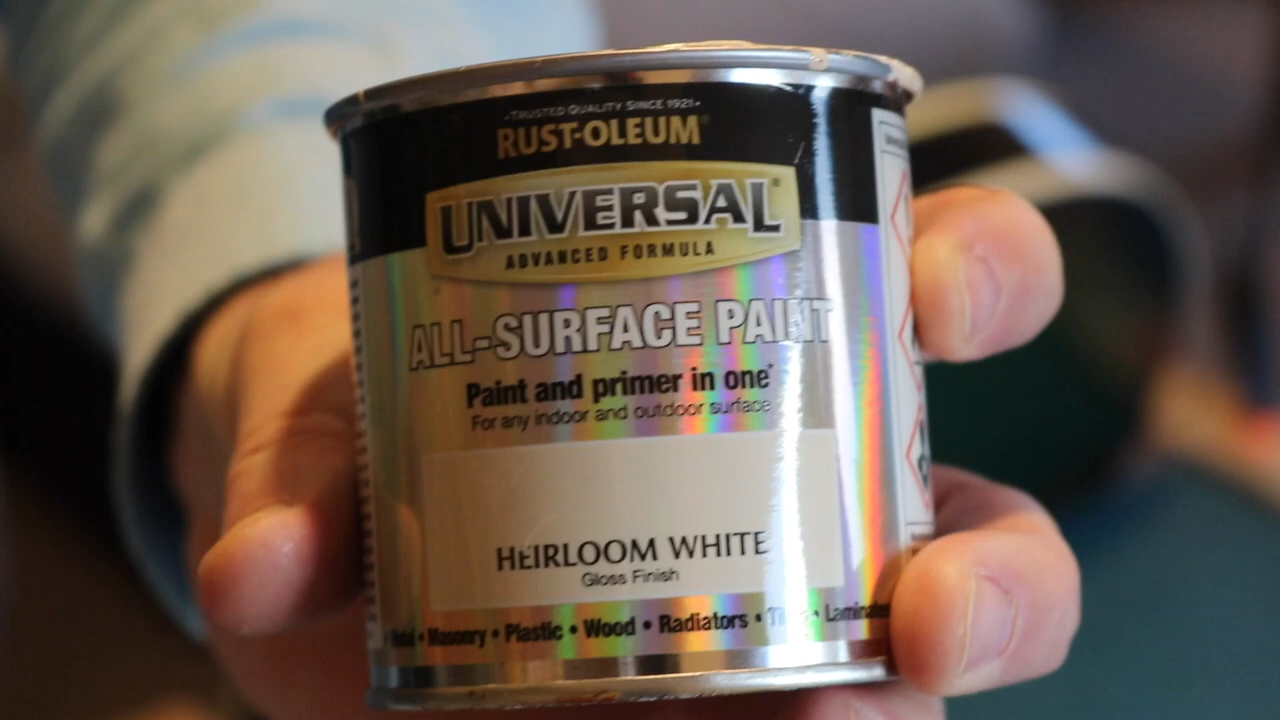 •TRUSTED QUALITY SINCE 1921•
RUST-OLEUM®
UNIVERSAL®
ADVANCED FORMULA
ALL-SURFACE PAINT
Paint and primer in one*
For any indoor and outdoor surface
HEIRLOOM WHITE
Gloss Finish
• Masonry • Plastic • Wood • Radiators • • Laminates